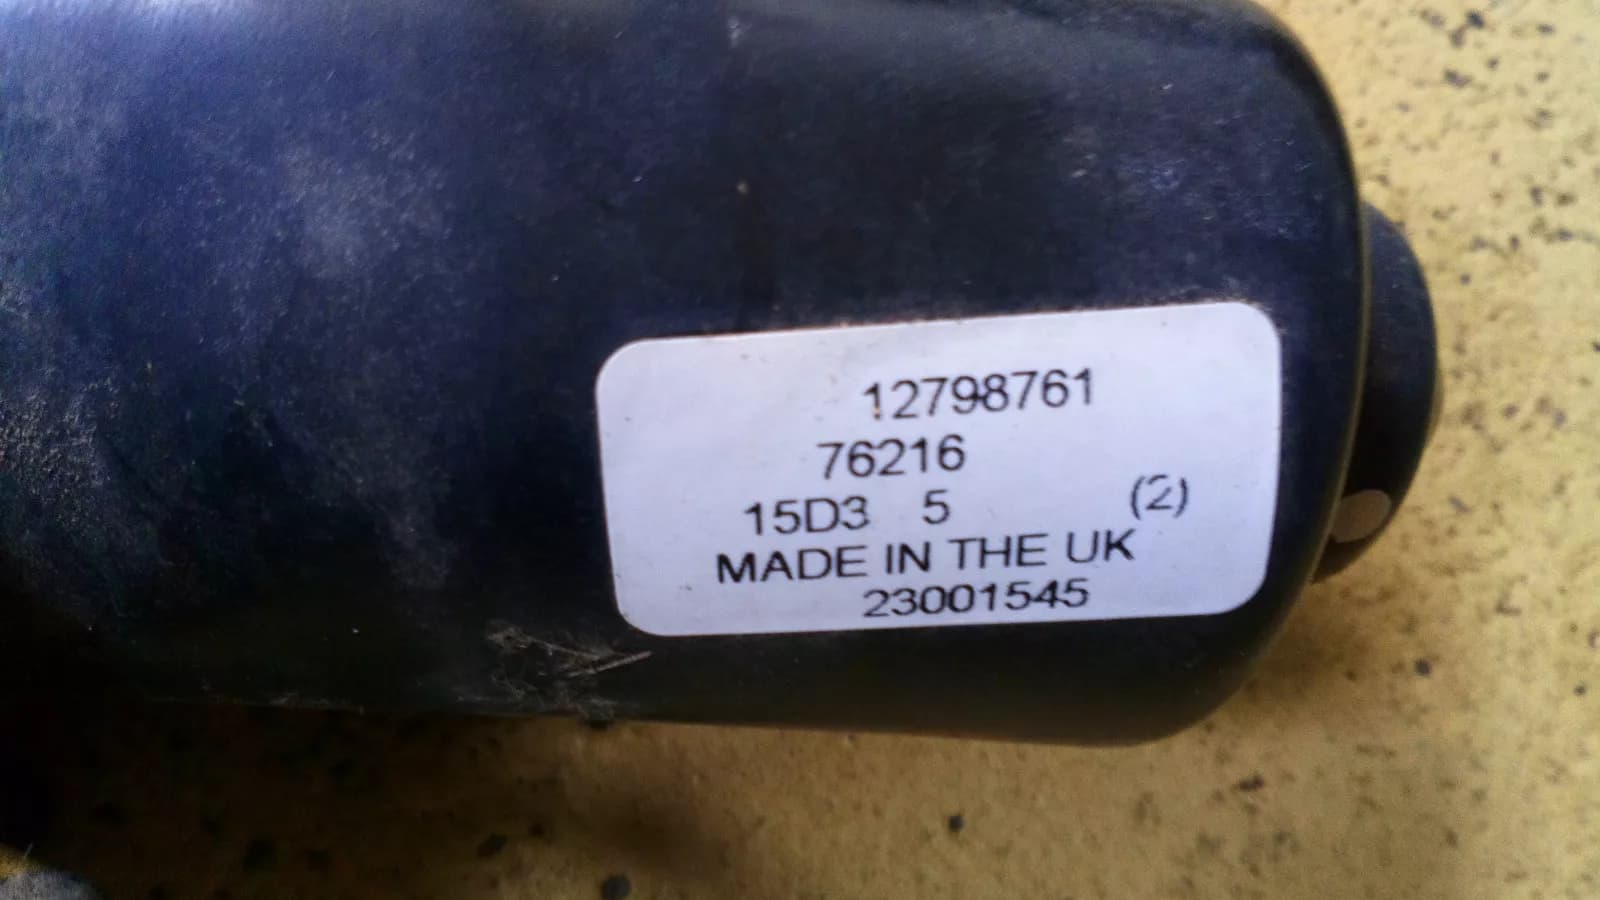 12798761
76216
15D3 5 (2)
MADE IN THE UK
23001545